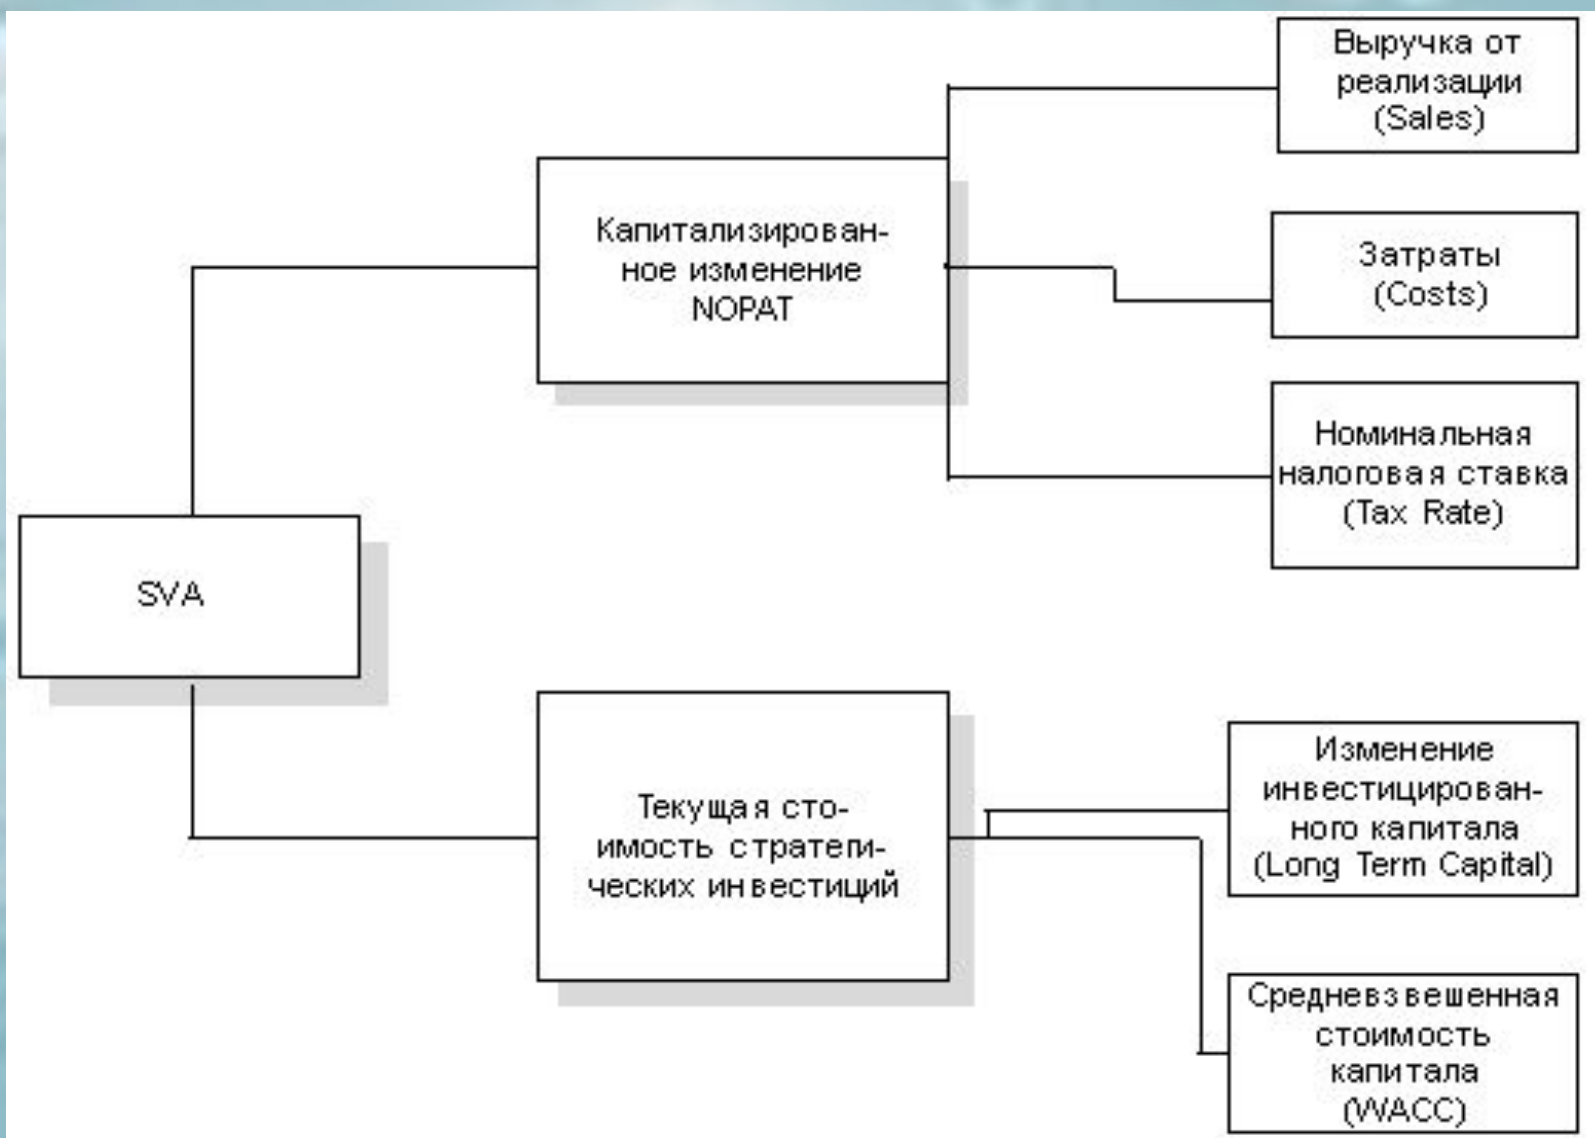 Выручка от
реализации
(Sales)
Капитализирован-
ное изменение
NOPAT
Затраты
(Costs)
Номинальная
налоговая ставка
(Tax Rate)
SVA
Текущая сто-
имость стратеги-
ческих инвестиций
Изменение
инвестицирован-
ного капитала
(Long Term Capital)
Средневзвешенная
стоимость
капитала
(WACC)